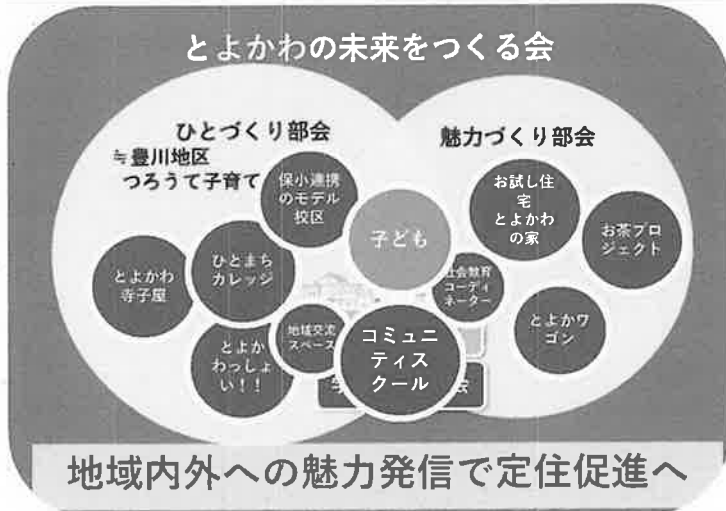 とよかわの未来をつくる会
ひとづくり部会
≒豊川地区
つろうて子育て
魅力づくり部会
保小連携
のモデル
校区
子ども
お試し住
宅
とよかわ
の家
お茶プロ
ジェクト
とよかわ
寺子屋
ひとまち
カレッジ
社会教育
コーディ
ネーター
とよかワ
ゴン
とよか
わっしょ
い！！
地域交流
スペース
コミュニ
ティス
クール
会
地域内外への魅力発信で定住促進へ